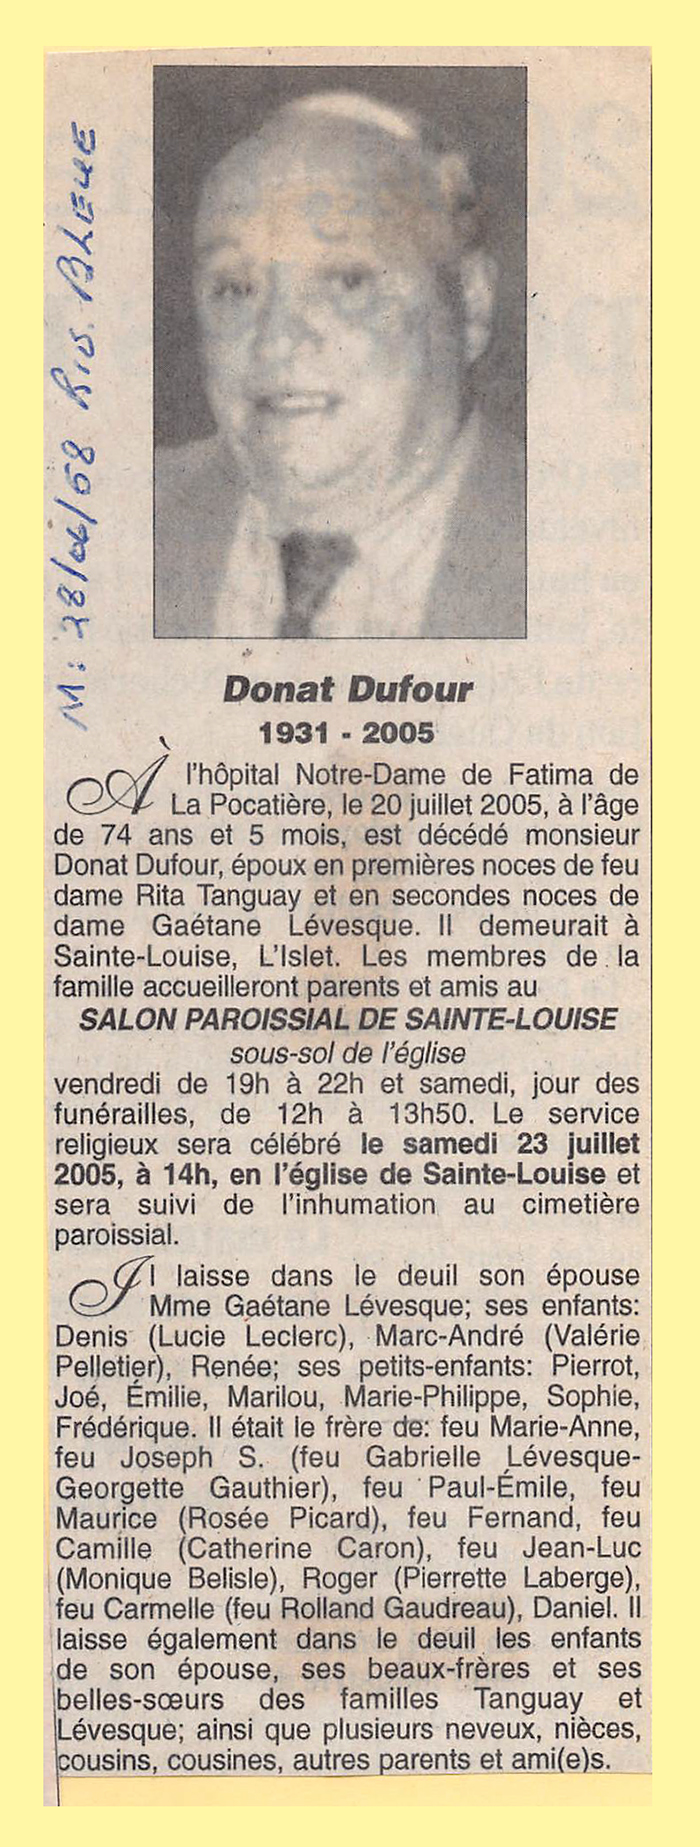 M: 28/06/68 Riv. BLEUE
Donat Dufour
1931 - 2005
À l'hôpital Notre-Dame de Fatima de
La Pocatière, le 20 juillet 2005, à l'âge
de 74 ans et 5 mois, est décédé monsieur
Donat Dufour, époux en premières noces de feu
dame Rita Tanguay et en secondes noces de
dame Gaétane Lévesque. Il demeurait à
Sainte-Louise, L'Islet. Les membres de la
famille accueilleront parents et amis au
SALON PAROISSIAL DE SAINTE-LOUISE
sous-sol de l'église
vendredi de 19h à 22h et samedi, jour des
funérailles, de 12h à 13h50. Le service
religieux sera célébré le samedi 23 juillet
2005, à 14h, en l'église de Sainte-Louise et
sera suivi de l'inhumation au cimetière
paroissial.
Il laisse dans le deuil son épouse
Mme Gaétane Lévesque; ses enfants:
Denis (Lucie Leclerc), Marc-André (Valérie
Pelletier), Renée; ses petits-enfants: Pierrot,
Joé, Émilie, Marilou, Marie-Philippe, Sophie,
Frédérique. Il était le frère de: feu Marie-Anne,
feu Joseph S. (feu Gabrielle Lévesque-
Georgette Gauthier), feu Paul-Émile, feu
Maurice (Rosée Picard), feu Fernand, feu
Camille (Catherine Caron), feu Jean-Luc
(Monique Belisle), Roger (Pierrette Laberge),
feu Carmelle (feu Rolland Gaudreau), Daniel. Il
laisse également dans le deuil les enfants
de son épouse, ses beaux-frères et ses
belles-sœurs des familles Tanguay et
Lévesque; ainsi que plusieurs neveux, nièces,
cousins, cousines, autres parents et ami(e)s.